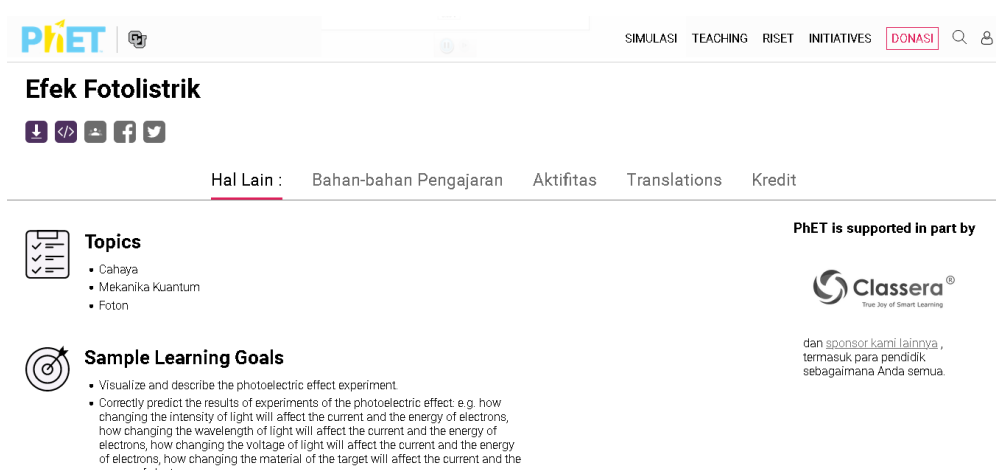 PhET
SIMULASI TEACHING RISET INITIATIVES DONASI
Efek Fotolistrik
Hal Lain : Bahan-bahan Pengajaran Aktifitas Translations Kredit
Topics
• Cahaya
• Mekanika Kuantum
• Foton
Sample Learning Goals
• Visualize and describe the photoelectric effect experiment.
• Correctly predict the results of experiments of the photoelectric effect: e.g. how
changing the intensity of light will affect the current and the energy of electrons,
how changing the wavelength of light will affect the current and the energy of
electrons, how changing the voltage of light will affect the current and the energy
of electrons, how changing the material of the target will affect the current and the
PhET is supported in part by
Classera®
True Joy of Smart Learning
dan sponsor kami lainnya ,
termasuk para pendidik
sebagaimana Anda semua.